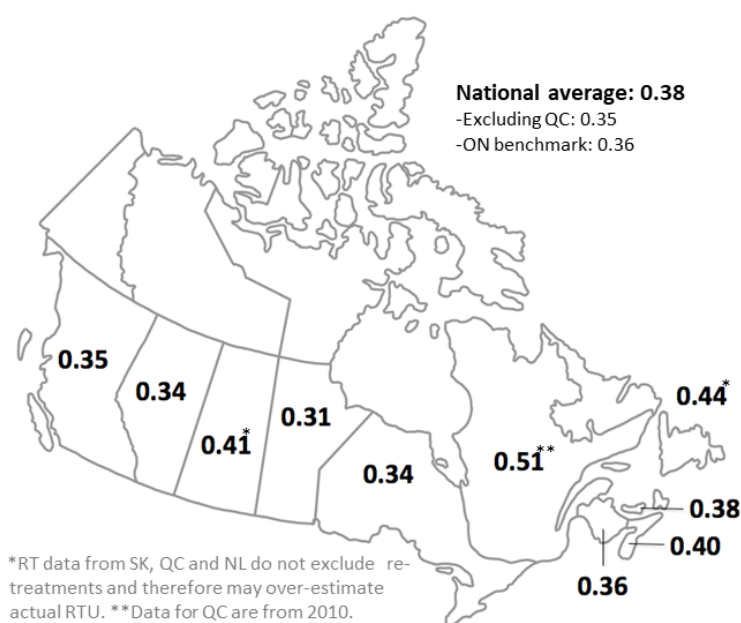 National average: 0.38
-Excluding QC: 0.35
-ON benchmark: 0.36
0.35
0.34
0.41*
0.31
0.34
0.51**
0.44*
0.38
0.40
0.36
*RT data from SK, QC and NL do not exclude re-
treatments and therefore may over-estimate
actual RTU. **Data for QC are from 2010.